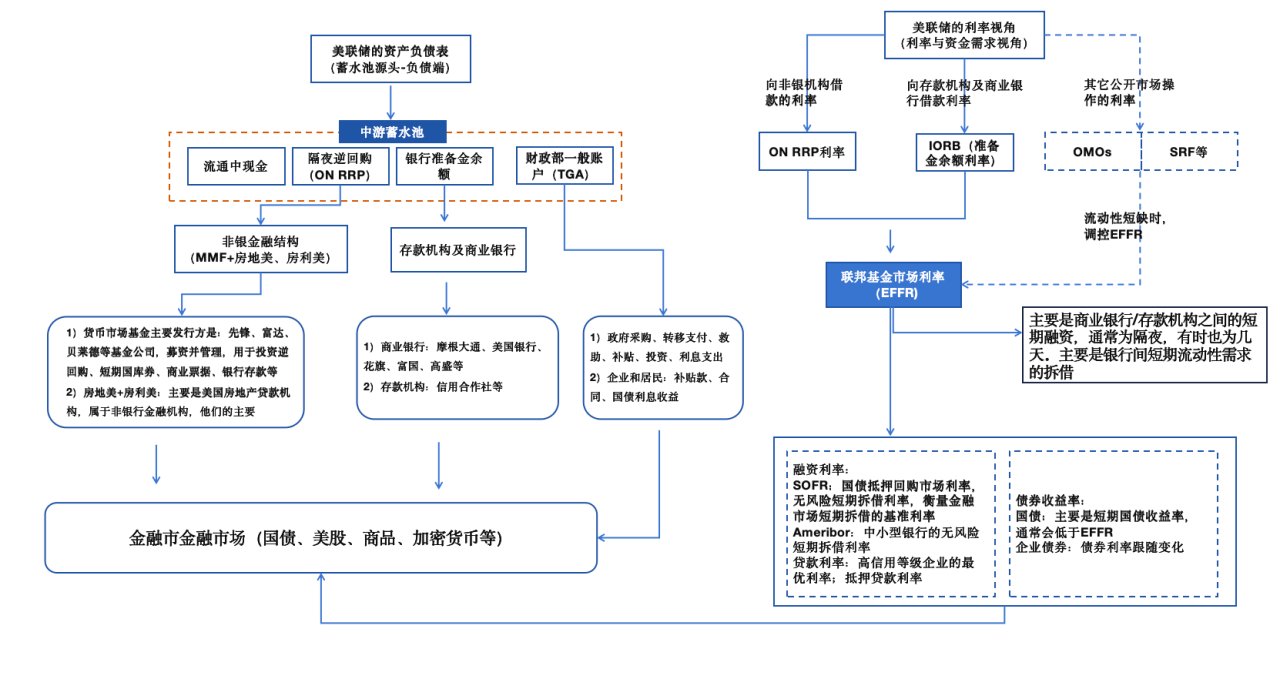 美联储的资产负债表
(蓄水池源头-负债端)
中游蓄水池
流通中现金
隔夜逆回购
(ON RRP)
银行准备金余
额
财政部一般账
户（TGA）
非银金融结构
(MMF+房地美、房利美）
存款机构及商业银行
1）货币市场基金主要发行方是：先锋、富达、
贝莱德等基金公司，募资并管理，用于投资逆
回购、短期国库券、商业票据、银行存款等
2）房地美+房利美：主要是美国房地产贷款机
构，属于非银行金融机构，他们的主要
1）商业银行：摩根大通、美国银行、
花旗、富国、高盛等
2）存款机构：信用合作社等
1）政府采购、转移支付、救
助、补贴、投资、利息支出
2）企业和居民：补贴款、合
同、国债利息收益
金融市金融市场（国债、美股、商品、加密货币等）
美联储的利率视角
(利率与资金需求视角)
向非银机构借
款的利率
向存款机构及商业银
行借款利率
其它公开市场操
作的利率
ON RRP利率
IORB（准备
金余额利率）
OMOs
SRF等
流动性短缺时，
调控EFFR
联邦基金市场利率
（EFFR)
主要是商业银行/存款机构之间的短
期融资，通常为隔夜，有时也为几
天．主要是银行间短期流动性需求
的拆借
融资利率：
SOFR：国债抵押回购市场利率，
无风险短期拆借利率，衡量金融
市场短期拆借的基准利率
Ameribor：中小型银行的无风险
短期拆借利率
贷款利率：高信用等级企业的最
优利率；抵押贷款利率
债券收益率：
国债：主要是短期国债收益率，
通常会低于EFFR
企业债券：债券利率跟随变化